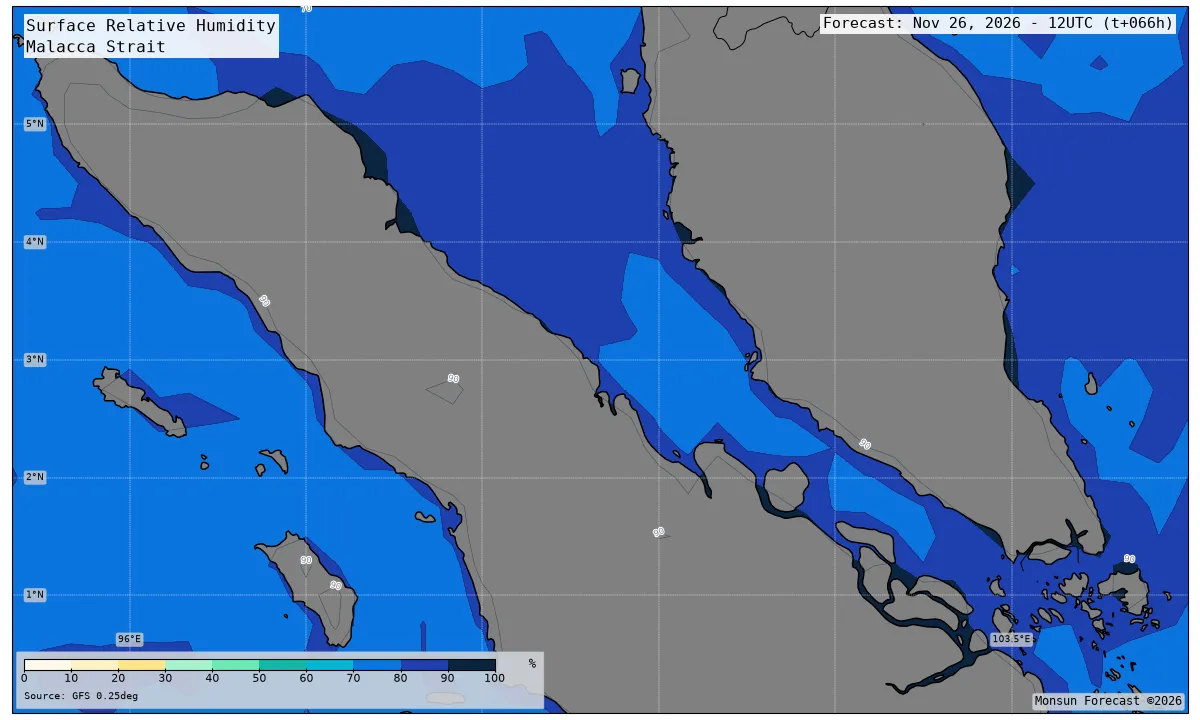 70
Surface Relative Humidity
Malacca Strait
Forecast: Nov 26, 2026 - 12UTC (t+066h)
5°N
4°N
90
3°N
90
90
2°N
90
90
90
90
1°N
96°E
103.5°E
%
0 10 20 30 40 50 60 70 80 90 100
Source: GFS 0.25deg
Monsun Forecast ©2026